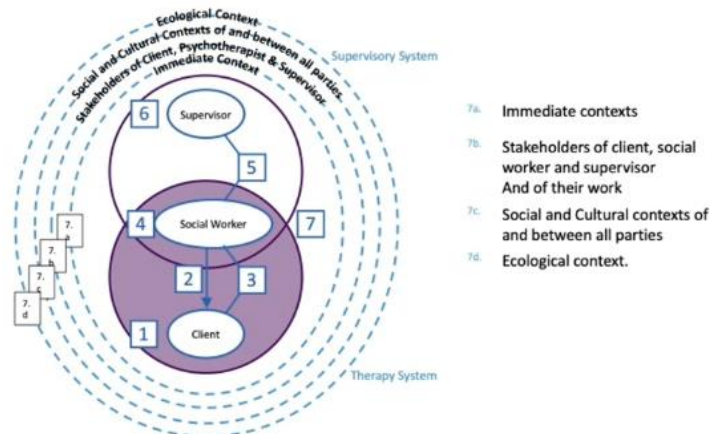 Ecological Context
Social and Cultural Contexts of and between all parties
Stakeholders of Client, Psychotherapist & Supervisor
Immediate Context
Supervisory System
6
Supervisor
5
4
Social Worker
7
2
3
1
Client
7.
a
7.
b
7.
c
7.
d
Therapy System
7a. Immediate contexts
7b. Stakeholders of client, social
worker and supervisor
And of their work
7c. Social and Cultural contexts of
and between all parties
7d. Ecological context.